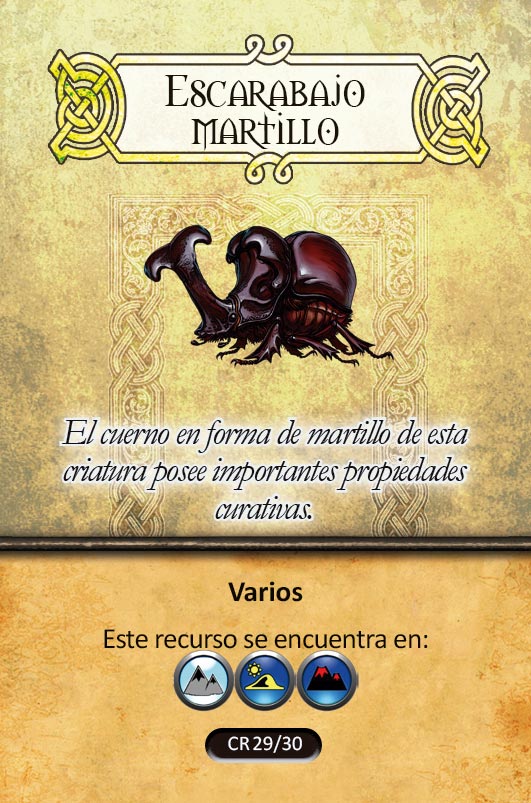 Escarabajo
martillo
El cuerno en forma de martillo de esta
criatura posee importantes propiedades
curativas.
Varios
Este recurso se encuentra en:
CR 29/30